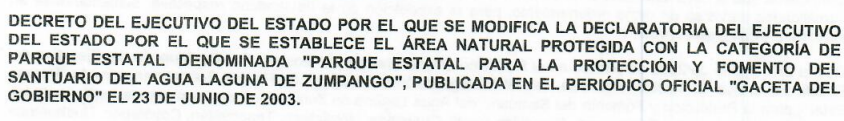 DECRETO DEL EJECUTIVO DEL ESTADO POR EL QUE SE MODIFICA LA DECLARATORIA DEL EJECUTIVO
DEL ESTADO POR EL QUE SE ESTABLECE EL ÁREA NATURAL PROTEGIDA CON LA CATEGORÍA DE
PARQUE ESTATAL DENOMINADA "PARQUE ESTATAL PARA LA PROTECCIÓN Y FOMENTO DEL
SANTUARIO DEL AGUA LAGUNA DE ZUMPANGO", PUBLICADA EN EL PERIÓDICO OFICIAL "GACETA DEL
GOBIERNO" EL 23 DE JUNIO DE 2003.